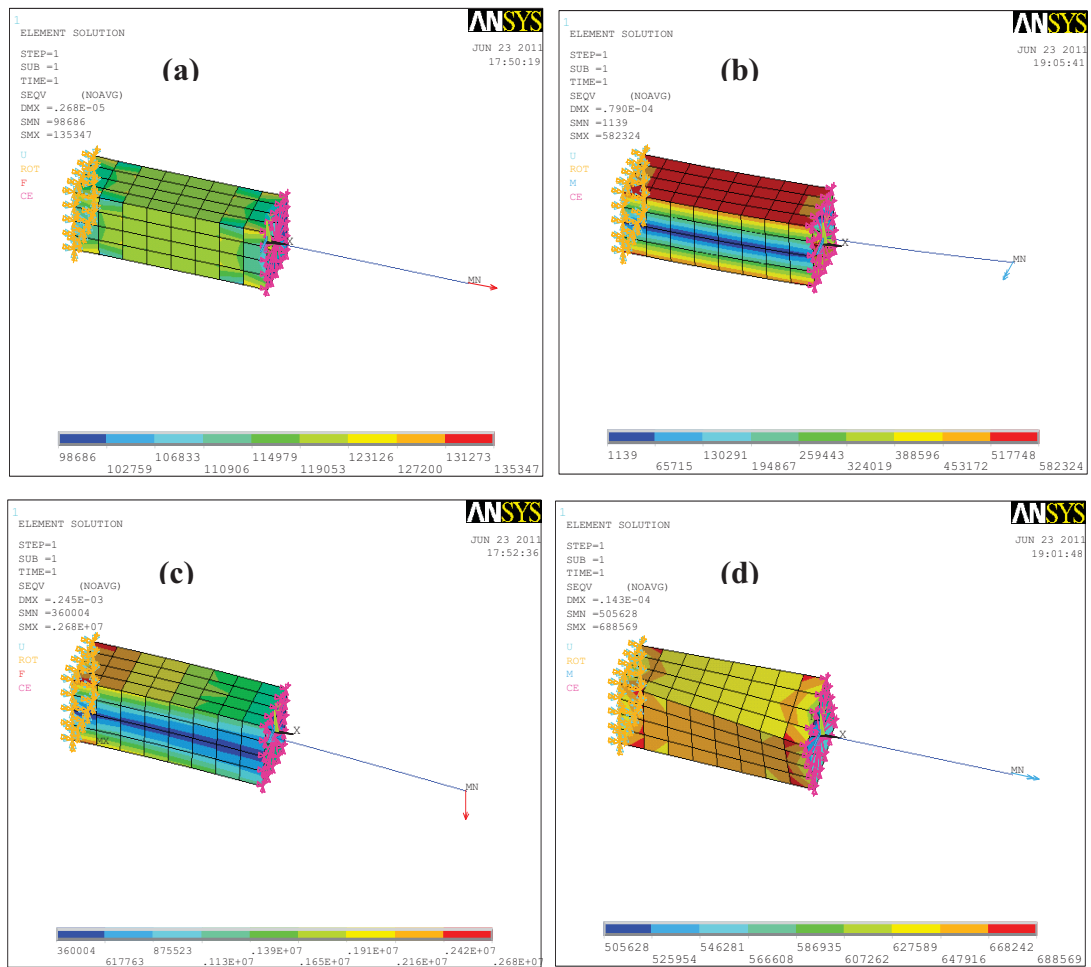 1
ELEMENT SOLUTION
STEP=1
SUB =1
TIME=1
SEQV (NOAVG)
DMX =.268E-05
SMN =98686
SMX =135347
U
ROT
F
CE
(a)
ANSYS
JUN 23 2011
17:50:19
X
MN
98686 106833 114979 123126 131273
102759 110906 119053 127200 135347
1
ELEMENT SOLUTION
STEP=1
SUB =1
TIME=1
SEQV (NOAVG)
DMX =.790E-04
SMN =1139
SMX =582324
U
ROT
M
CE
(b)
ANSYS
JUN 23 2011
19:05:41
X
MN
1139 130291 259443 388596 517748
65715 194867 324019 453172 582324
1
ELEMENT SOLUTION
STEP=1
SUB =1
TIME=1
SEQV (NOAVG)
DMX =.245E-03
SMN =360004
SMX =.268E+07
U
ROT
F
CE
(c)
ANSYS
JUN 23 2011
17:52:36
X
MX
MN
360004 875523 .139E+07 .191E+07 .242E+07
617763 .113E+07 .165E+07 .216E+07 .268E+07
1
ELEMENT SOLUTION
STEP=1
SUB =1
TIME=1
SEQV (NOAVG)
DMX =.143E-04
SMN =505628
SMX =688569
U
ROT
M
CE
(d)
ANSYS
JUN 23 2011
19:01:48
X
MN
505628 546281 586935 627589 668242
525954 566608 607262 647916 688569